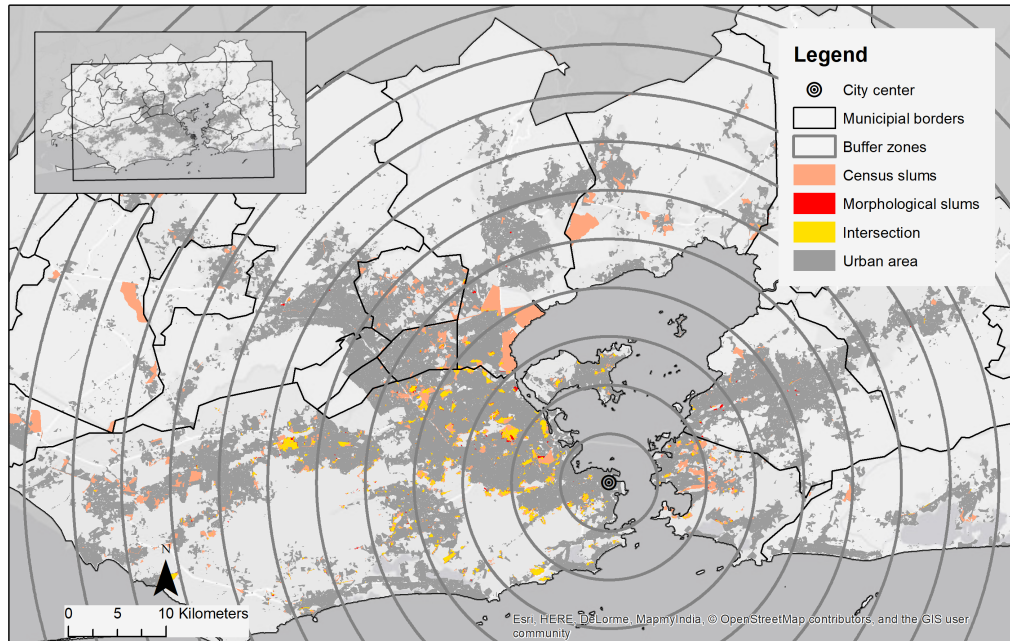 Legend
City center
Municipial borders
Buffer zones
Census slums
Morphological slums
Intersection
Urban area
N
0 5 10 Kilometers
Esri, HERE, DeLorme, MapmyIndia, © OpenStreetMap contributors, and the GIS user
community